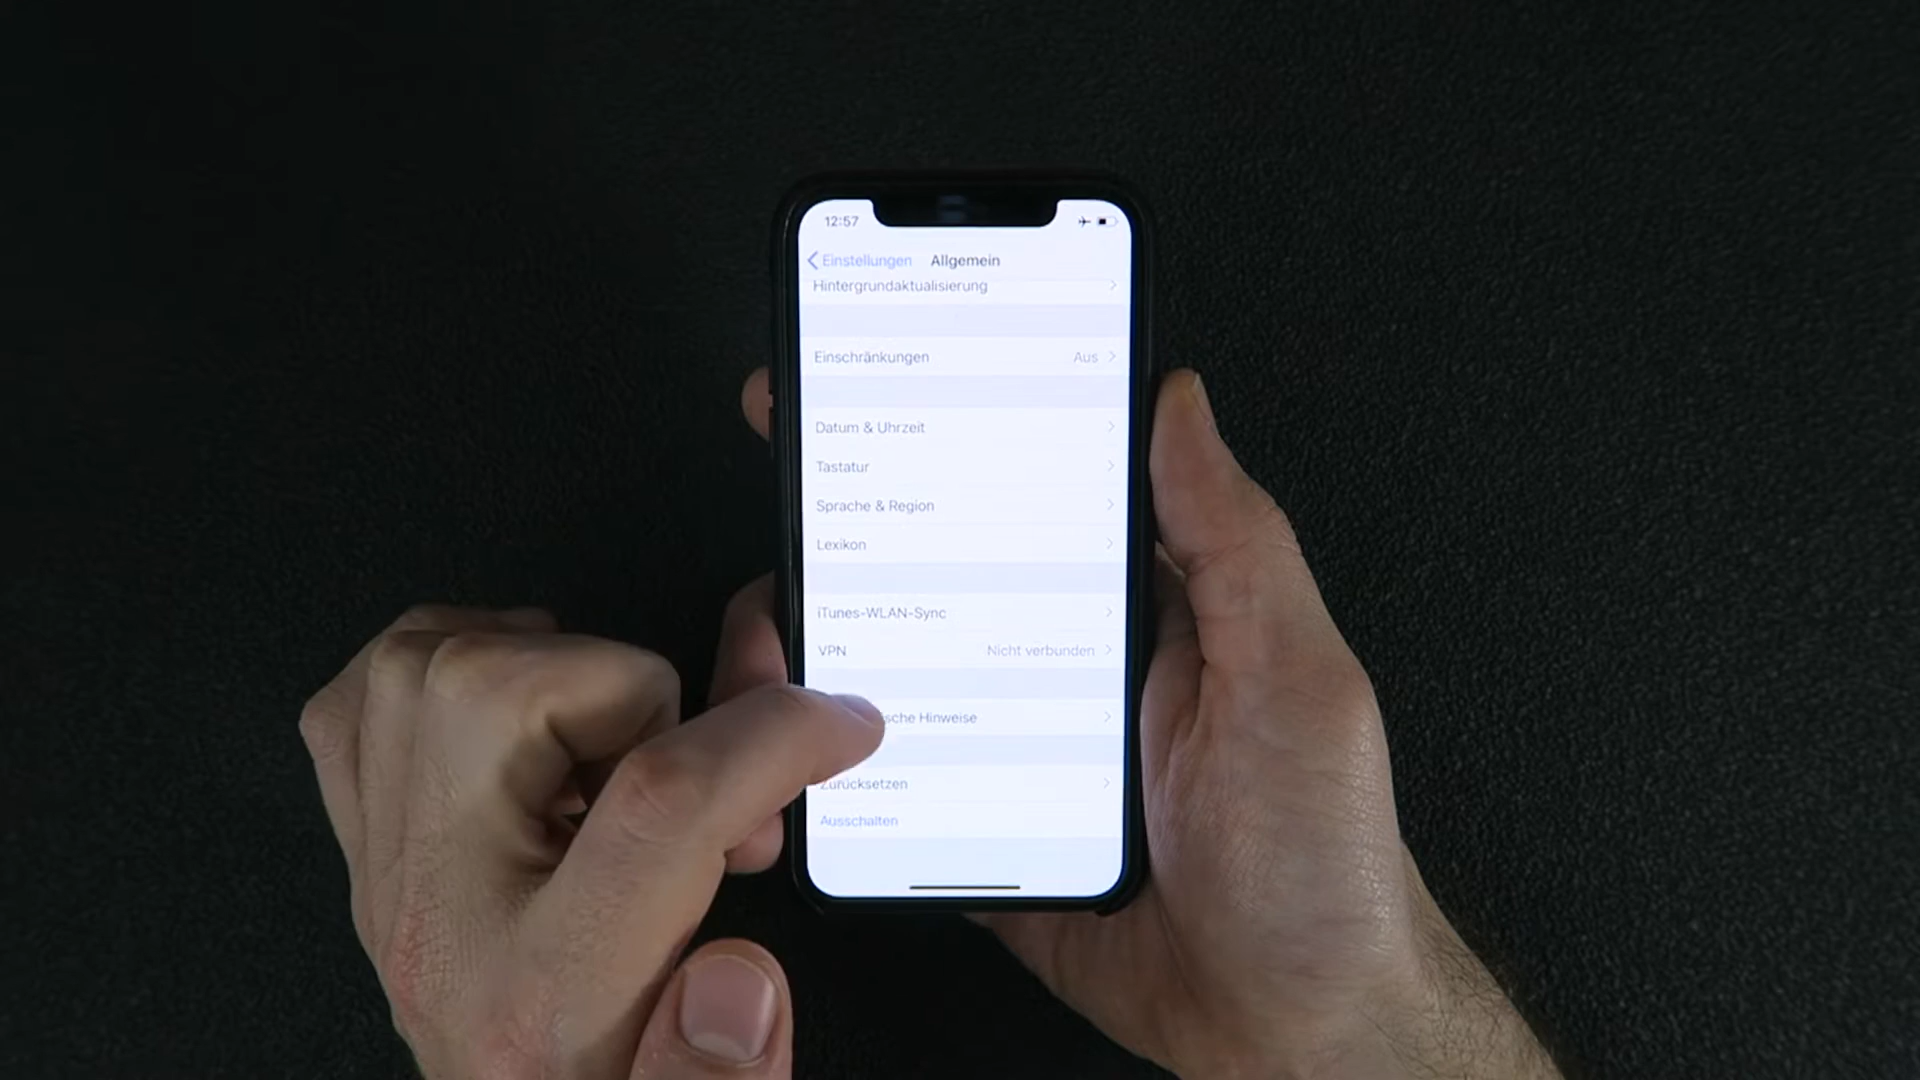 12:57
Einstellungen Allgemein
Hintergrundaktualisierung
Einschränkungen Aus
Datum & Uhrzeit
Tastatur
Sprache & Region
Lexikon
iTunes-WLAN-Sync
VPN Nicht verbunden
Hinweise
Zurücksetzen
Ausschalten